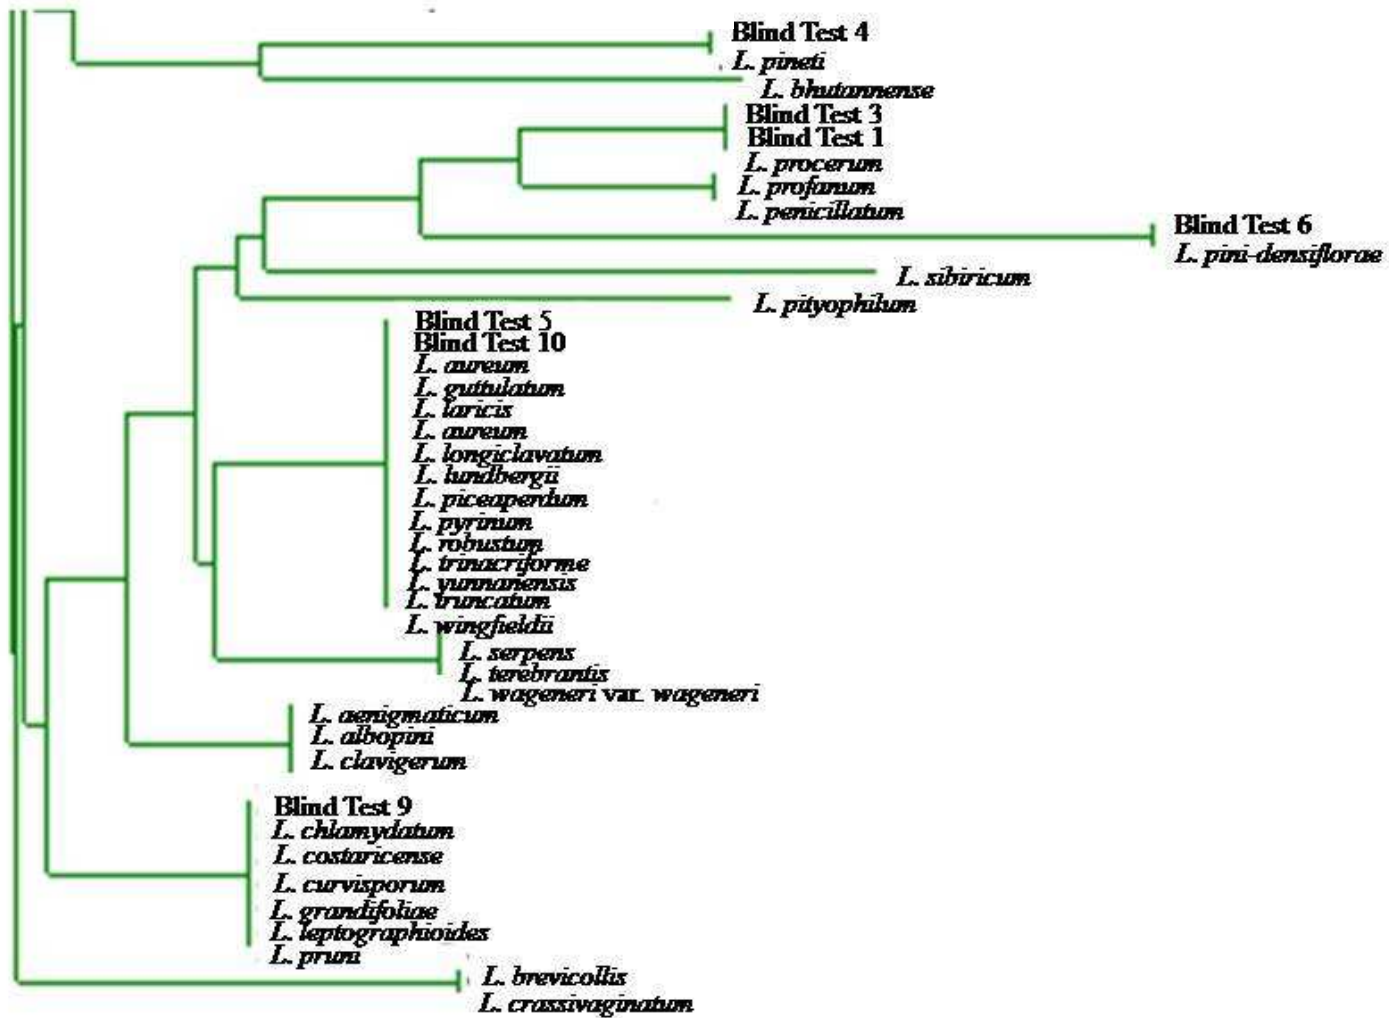 Blind Test 4
L. pineti
L. bhutannense
Blind Test 3
Blind Test 1
L. procerum
L. profanum
L. penicillatum
Blind Test 6
L. pini-densiflorae
L. sibiricum
L. pityophilum
Blind Test 5
Blind Test 10
L. aureum
L. guttulatum
L. laricis
L. aureum
L. longiclavatum
L. lundbergii
L. piceaperdum
L. pyrinum
L. robustum
L. trinacriforme
L. yunnanensis
L. truncatum
L. wingfieldii
L. serpens
L. terebrantis
L. wageneri var. wageneri
L. aenigmaticum
L. albopini
L. clavigerum
Blind Test 9
L. chlamydatum
L. costaricense
L. curvisporum
L. grandifoliae
L. leptographioides
L. pruni
L. brevicollis
L. crassivaginatum